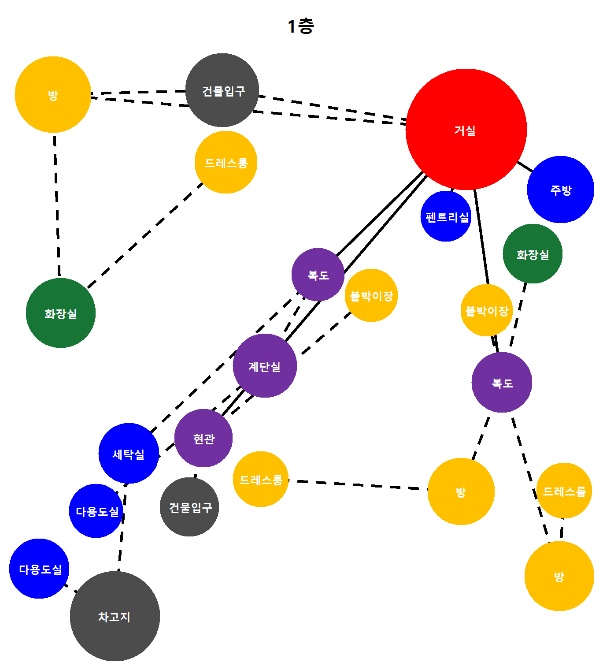 1층
방
건물입구
거실
드레스룸
주방
펜트리실
화장실
복도
붙박이장
붙박이장
화장실
계단실
복도
현관
세탁실
드레스룸
방
드레스룸
다용도실
건물입구
다용도실
방
차고지